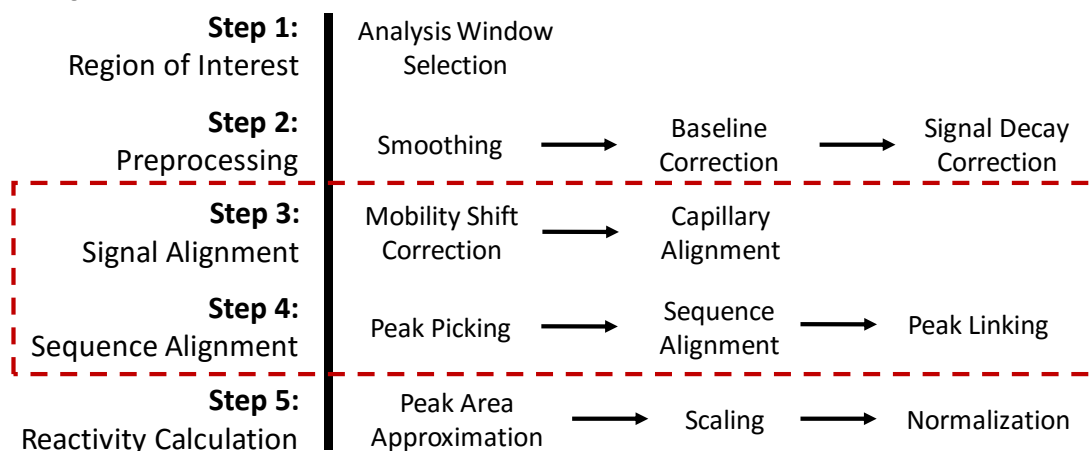 Step 1:
Region of Interest
Analysis Window
Selection
Step 2:
Preprocessing
Smoothing
Baseline
Correction
Signal Decay
Correction
Step 3:
Signal Alignment
Mobility Shift
Correction
Capillary
Alignment
Step 4:
Sequence Alignment
Peak Picking
Sequence
Alignment
Peak Linking
Step 5:
Reactivity Calculation
Peak Area
Approximation
Scaling
Normalization